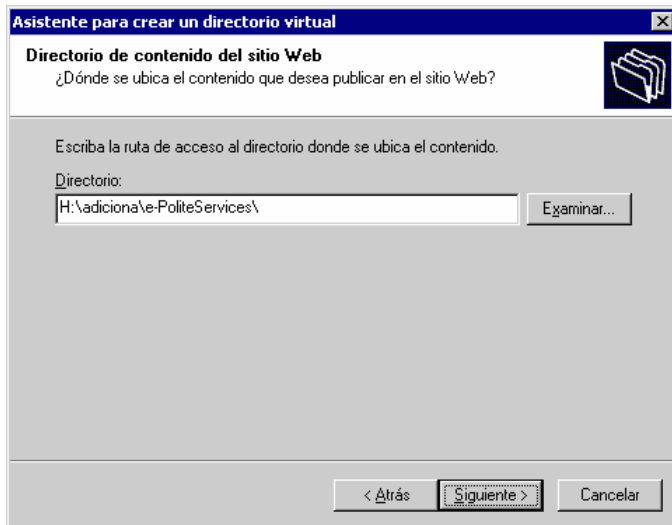 Asistente para crear un directorio virtual
Directorio de contenido del sitio Web
¿Dónde se ubica el contenido que desea publicar en el sitio Web?
Escriba la ruta de acceso al directorio donde se ubica el contenido.
Directorio:
H:\adiciona\e-PoliteServices\
Examinar...
< Atrás
Siguiente >
Cancelar